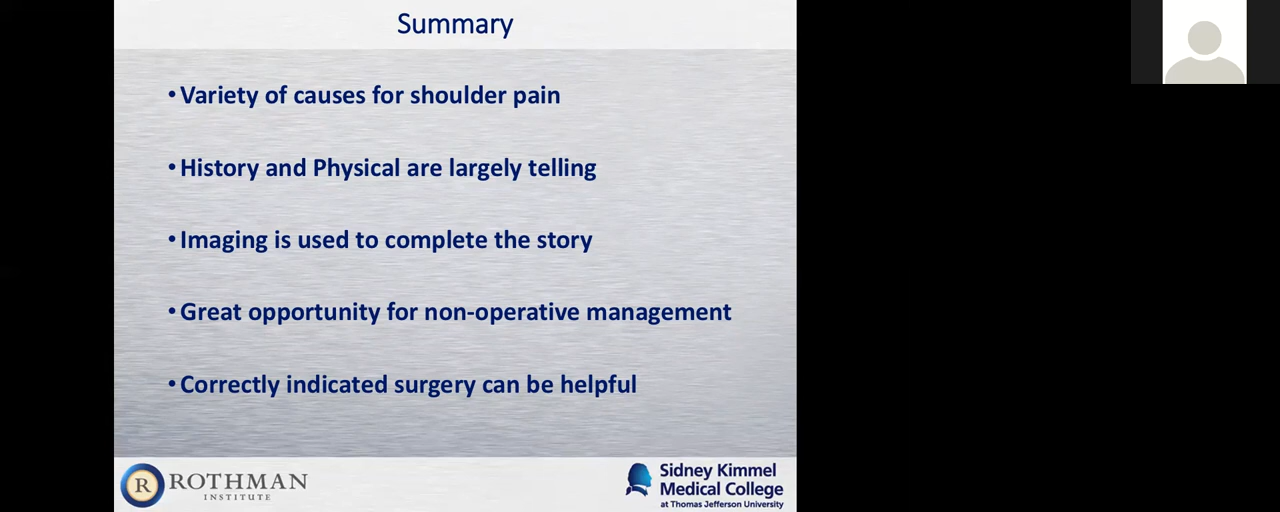 Summary
•Variety of causes for shoulder pain
•History and Physical are largely telling
•Imaging is used to complete the story
•Great opportunity for non-operative management
•Correctly indicated surgery can be helpful
R ROTHMAN
INSTITUTE
Sidney Kimmel
Medical College
at Thomas Jefferson University